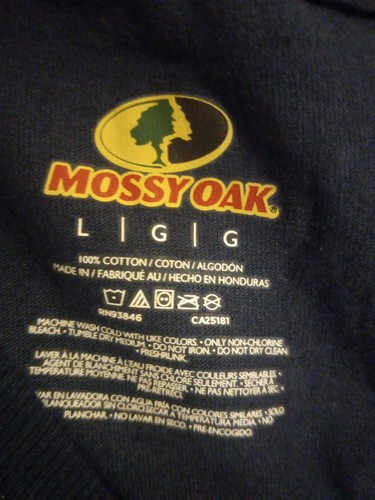 MOSSY OAK®
L | G | G
100% COTTON / COTON / ALGODÓN
MADE IN / FABRIQUÉ AU / HECHO EN HONDURAS
RN93846 CA25181
MACHINE WASH COLD WITH LIKE COLORS. • ONLY NON-CHLORINE
BLEACH. • TUMBLE DRY MEDIUM. • DO NOT IRON. • DO NOT DRY CLEAN
• PRESHRUNK.
LAVER À LA MACHINE À L'EAU FROIDE AVEC COULEURS SEMBLABLES. •
AGENT DE BLANCHIMENT SANS CHLORE SEULEMENT. • SÉCHER À
TEMPÉRATURE MOYENNE. NE PAS REPASSER. • NE PAS NETTOYER À SEC. •
PRÉ-RÉTRÉCI.
LAVADORA CON AGUA FRÍA CON COLORES SIMILARES. • SOLO
BLANQUEADOR SIN CLORO SECAR A TEMPERATURA MEDIA. • NO
PLANCHAR. • NO LAVAR EN SECO. • PRE-ENCOGIDO.